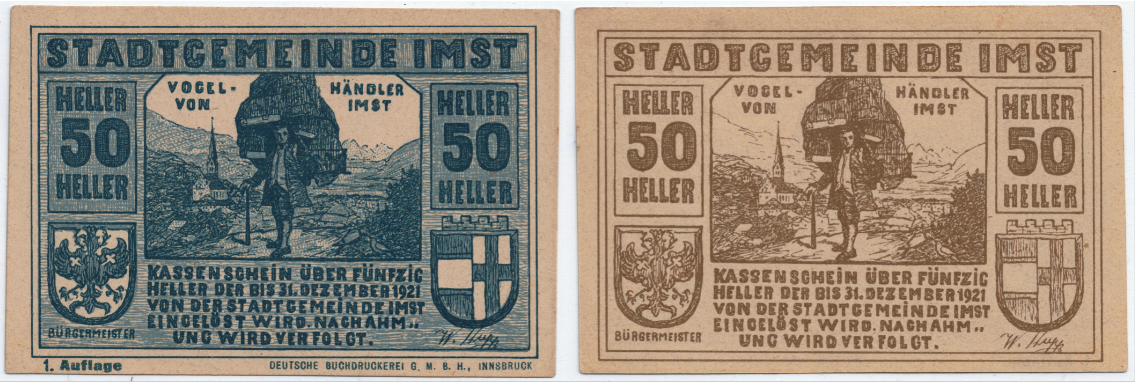 STADTGEMEINDE IMST
HELLER
50
HELLER
VOGEL- HÄNDLER
VON IMST
HELLER
50
HELLER
KASSENSCHEIN ÜBER FÜNFZIG
HELLER DER BIS 31. DEZEMBER 1921
VON DER STADTGEMEINDE IMST
EINGELÖST WIRD. NACHAHM„
UNG WIRD VERFOLGT.
BÜRGERMEISTER
1. Auflage
DEUTSCHE BUCHDRUCKEREI G. M. B. H., INNSBRUCK
STADTGEMEINDE IMST
HELLER
50
HELLER
VOGEL- HÄNDLER
VON IMST
HELLER
50
HELLER
KASSENSCHEIN ÜBER FÜNFZIG
HELLER DER BIS 31. DEZEMBER 1921
VON DER STADTGEMEINDE IMST
EINGELÖST WIRD. NACHAHM„
UNG WIRD VERFOLGT.
BÜRGERMEISTER